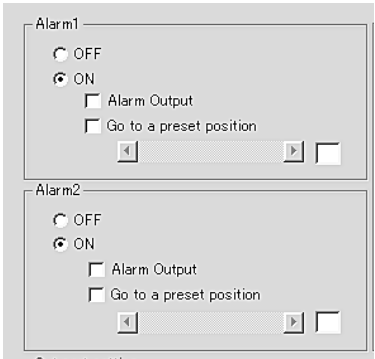 Alarm1
OFF
ON
Alarm Output
Go to a preset position
Alarm2
OFF
ON
Alarm Output
Go to a preset position